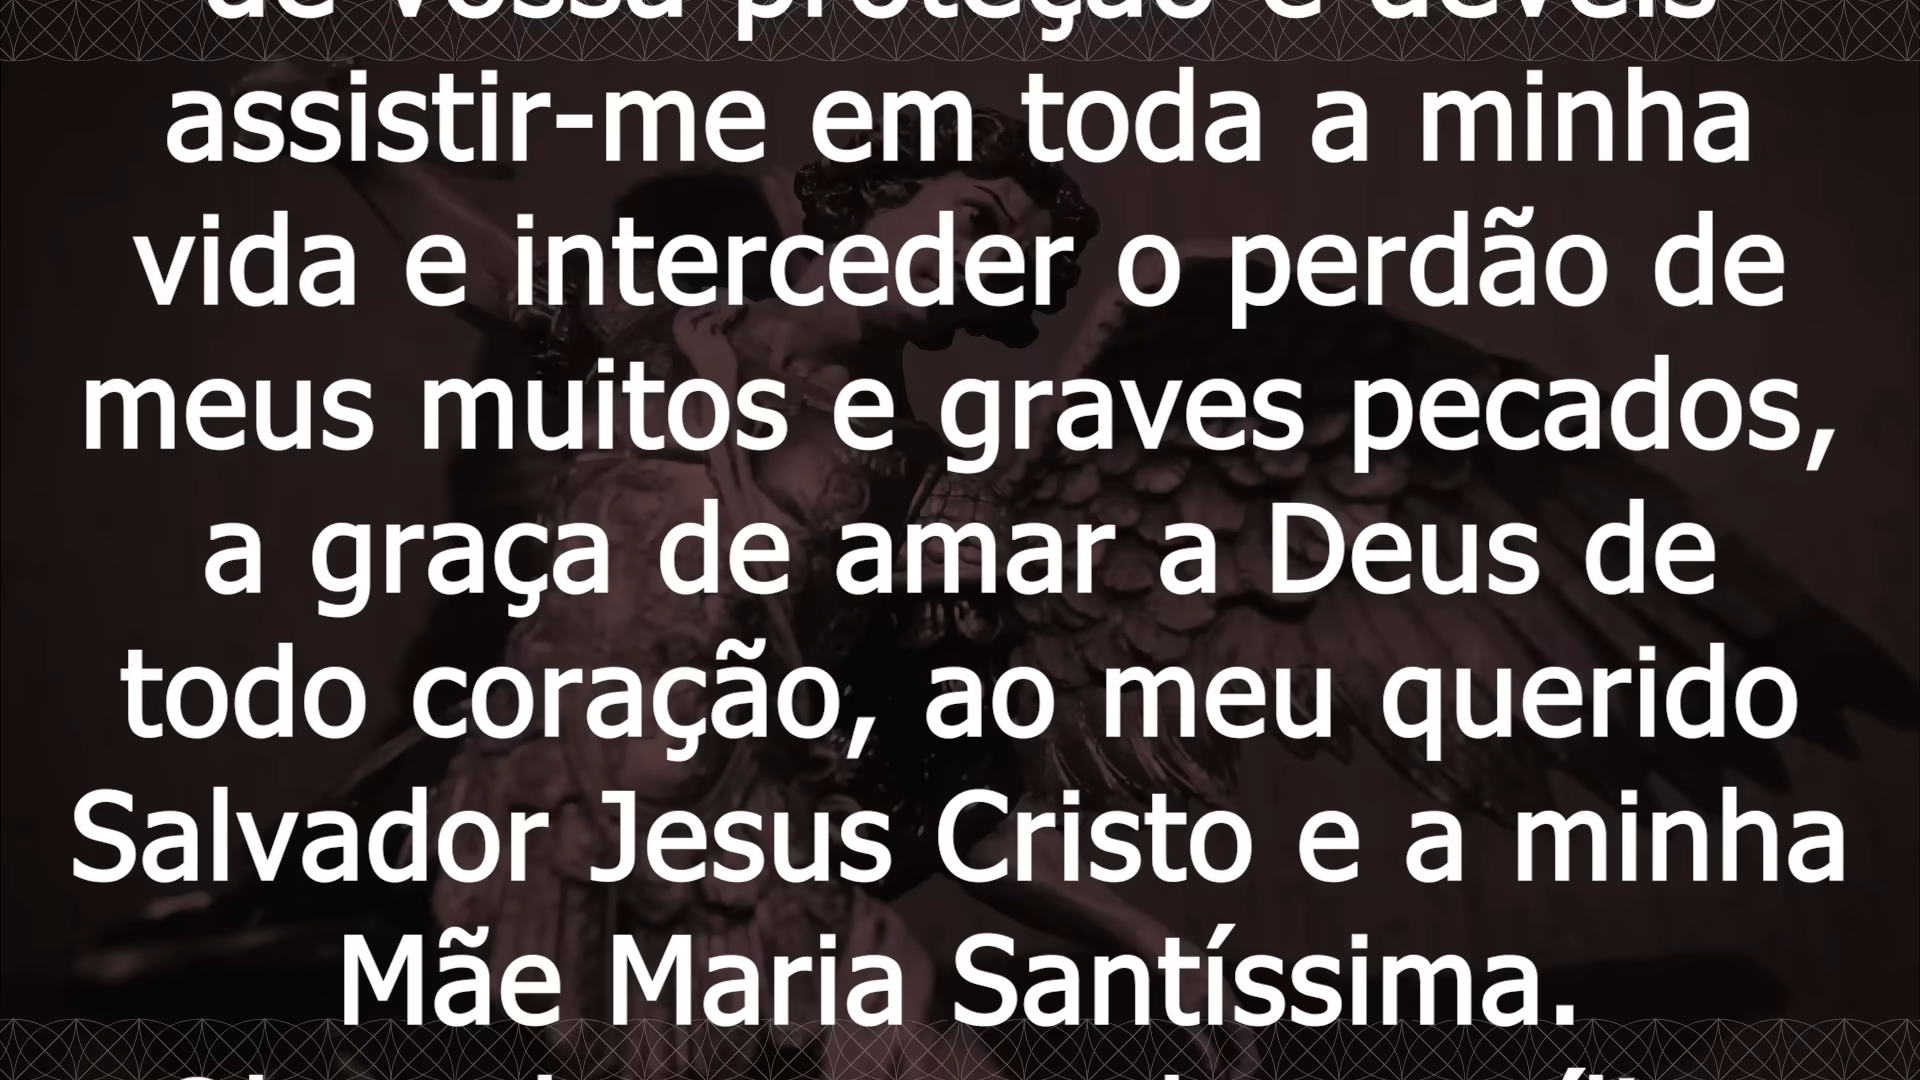 de vossa proteção e deveis
assistir-me em toda a minha
vida e interceder o perdão de
meus muitos e graves pecados,
a graça de amar a Deus de
todo coração, ao meu querido
Salvador Jesus Cristo e a minha
Mãe Maria Santíssima.